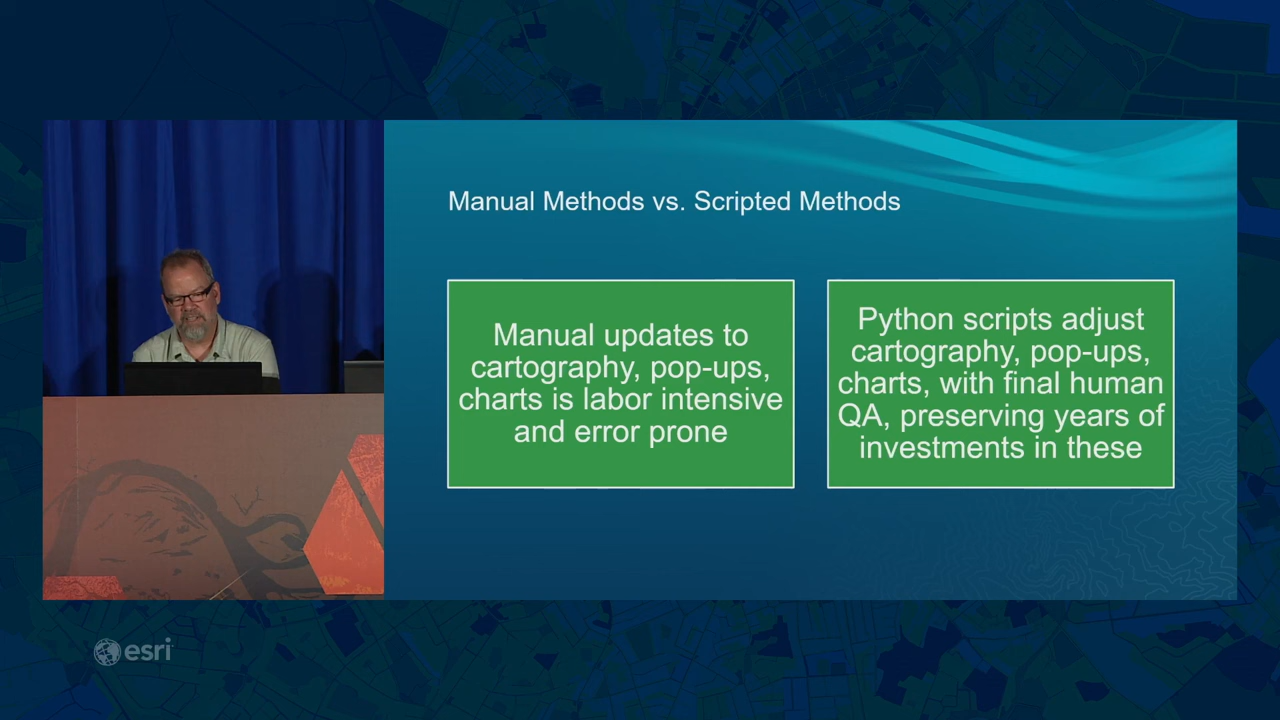 Manual Methods vs. Scripted Methods
Manual updates to
cartography, pop-ups,
charts is labor intensive
and error prone
Python scripts adjust
cartography, pop-ups,
charts, with final human
QA, preserving years of
investments in these
esri